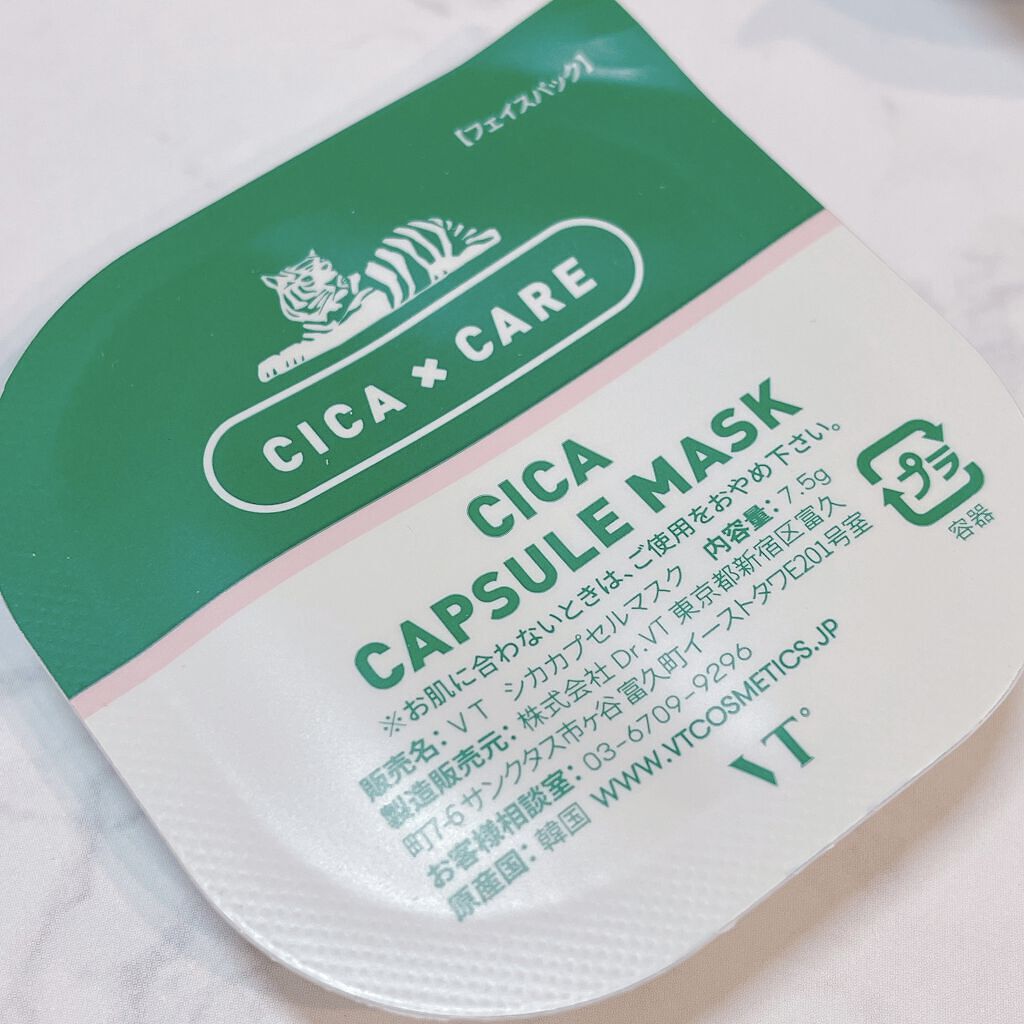 【フェイスパック】
CICA × CARE
CICA
CAPSULE MASK
※お肌に合わないときは、ご使用をおやめ下さい。
販売名：VT シカカプセルマスク 内容量：7.5g
製造販売元：株式会社 Dr.VT 東京都新宿区富久
町7-6サンクタス市ヶ谷富久町イーストタワE201号室
お客様相談室：03-6709-9296
原産国：韓国 WWW.VTCOSMETICS.JP
プラ
容器
VT